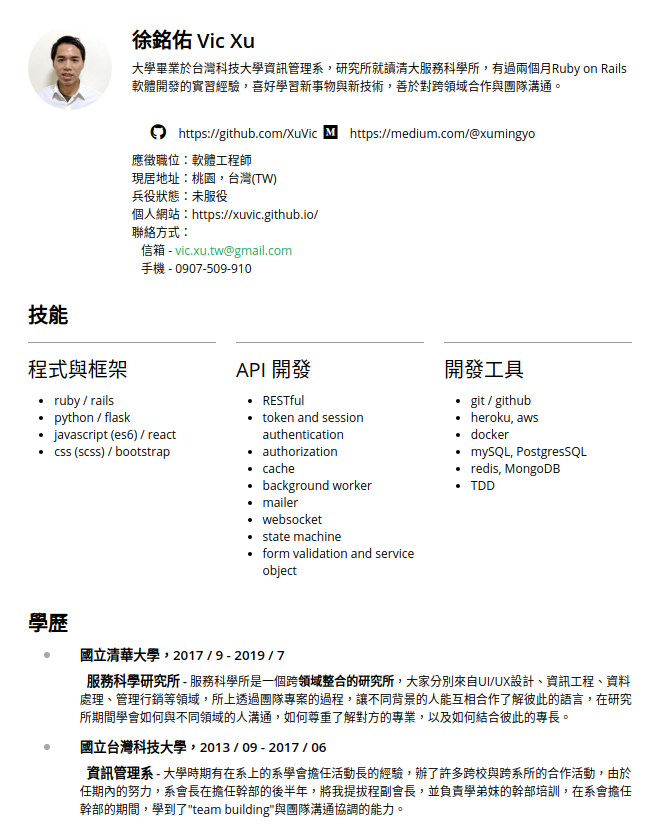 徐銘佑 Vic Xu
大學畢業於台灣科技大學資訊管理系，研究所就讀清大服務科學所，有過兩個月Ruby on Rails
軟體開發的實習經驗，喜好學習新事物與新技術，善於對跨領域合作與團隊溝通。
https://github.com/XuVic M https://medium.com/@xumingyo
應徵職位：軟體工程師
現居地址：桃園，台灣(TW)
兵役狀態：未服役
個人網站：https://xuvic.github.io/
聯絡方式：
信箱 - vic.xu.tw@gmail.com
手機 - 0907-509-910
技能
程式與框架
• ruby / rails
• python / flask
• javascript (es6) / react
• css (scss) / bootstrap
API 開發
• RESTful
• token and session
authentication
• authorization
• cache
• background worker
• mailer
• websocket
• state machine
• form validation and service
object
開發工具
• git / github
• heroku, aws
• docker
• mySQL, PostgresSQL
• redis, MongoDB
• TDD
學歷
國立清華大學，2017 / 9 - 2019 / 7
服務科學研究所 - 服務科學所是一個跨領域整合的研究所，大家分別來自UI/UX設計、資訊工程、資料
處理、管理行銷等領域，所上透過團隊專案的過程，讓不同背景的人能互相合作了解彼此的語言，在研究
所期間學會如何與不同領域的人溝通，如何尊重了解對方的專業，以及如何結合彼此的專長。
國立台灣科技大學，2013 / 09 - 2017 / 06
資訊管理系 - 大學時期有在系上的系學會擔任活動長的經驗，辦了許多跨校與跨系所的合作活動，由於
任期內的努力，系會長在擔任幹部的後半年，將我提拔程副會長，並負責學弟妹的幹部培訓，在系會擔任
幹部的期間，學到了"team building"與團隊溝通協調的能力。